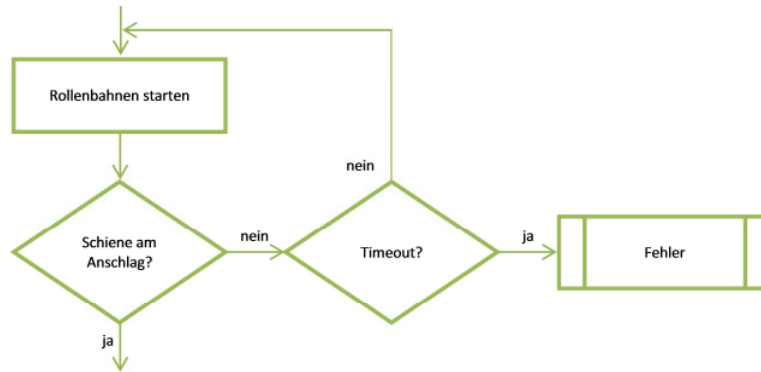 Rollenbahnen starten
nein
Schiene am
Anschlag?
nein
Timeout?
ja
Fehler
ja